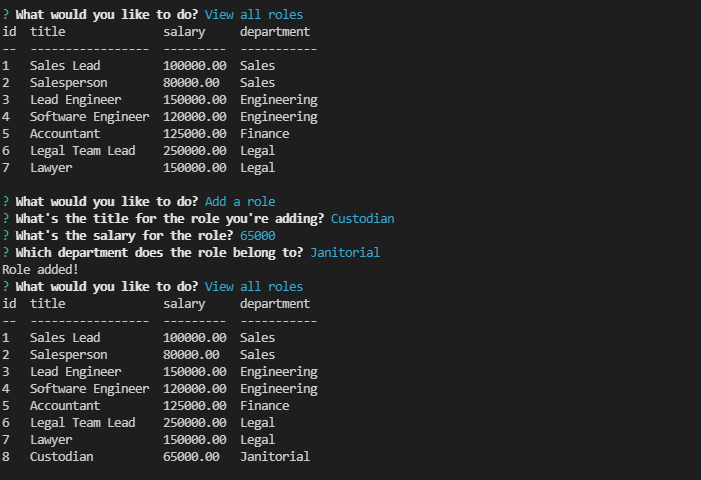 ? What would you like to do? View all roles
id  title              salary     department
--  -----------------  ---------  -----------
1   Sales Lead         100000.00  Sales
2   Salesperson        80000.00   Sales
3   Lead Engineer      150000.00  Engineering
4   Software Engineer  120000.00  Engineering
5   Accountant         125000.00  Finance
6   Legal Team Lead    250000.00  Legal
7   Lawyer             150000.00  Legal

? What would you like to do? Add a role
? What's the title for the role you're adding? Custodian
? What's the salary for the role? 65000
? Which department does the role belong to? Janitorial
Role added!
? What would you like to do? View all roles
id  title              salary     department
--  -----------------  ---------  -----------
1   Sales Lead         100000.00  Sales
2   Salesperson        80000.00   Sales
3   Lead Engineer      150000.00  Engineering
4   Software Engineer  120000.00  Engineering
5   Accountant         125000.00  Finance
6   Legal Team Lead    250000.00  Legal
7   Lawyer             150000.00  Legal
8   Custodian          65000.00   Janitorial